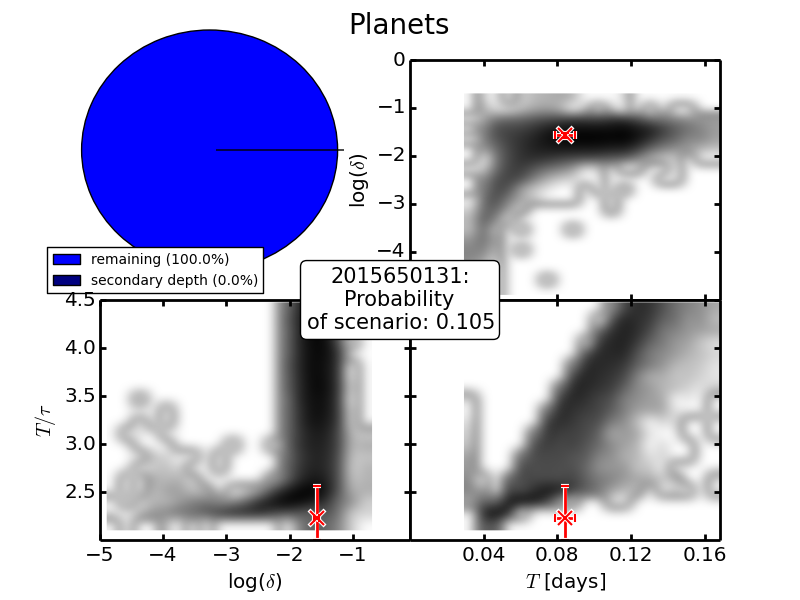 Planets
remaining (100.0%)
secondary depth (0.0%)
0
−1
−2
−3
−4
log(δ)
2015650131:
Probability
of scenario: 0.105
4.5
4.0
3.5
3.0
2.5
T/τ
−5
−4
−3
−2
−1
log(δ)
0.04
0.08
0.12
0.16
T [days]